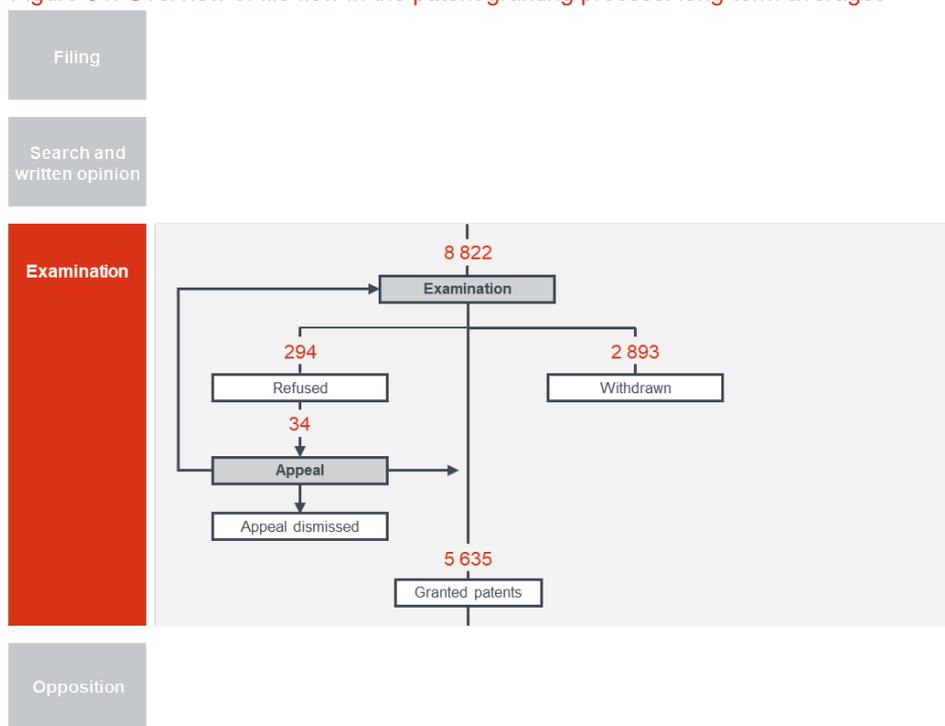 Filing
Search and
written opinion
Examination
8 822
Examination
294
2 893
Refused
Withdrawn
34
Appeal
Appeal dismissed
5 635
Granted patents
Opposition